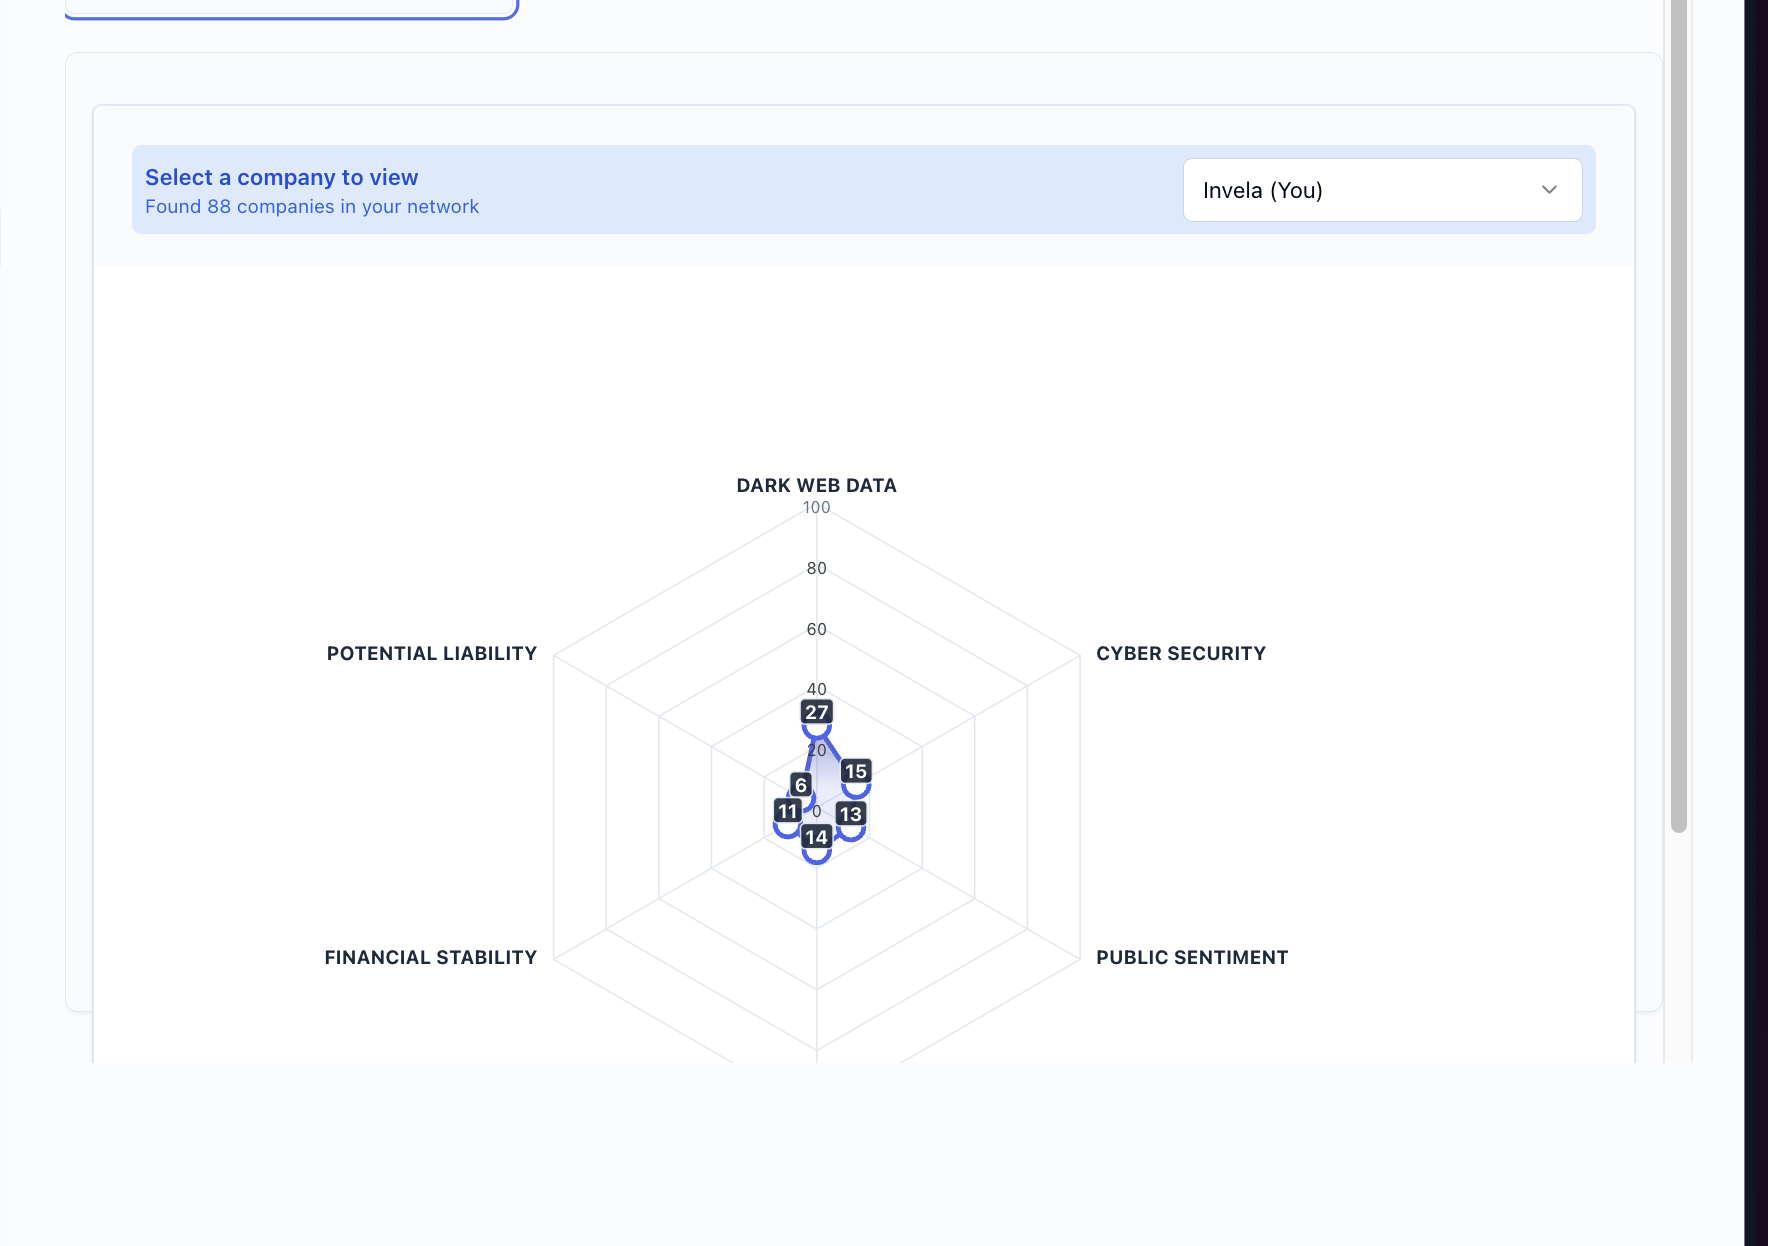 Select a company to view
Found 88 companies in your network
Invela (You)
DARK WEB DATA
100
80
60
POTENTIAL LIABILITY
CYBER SECURITY
40
27
20
15
6
11
0
13
14
FINANCIAL STABILITY
PUBLIC SENTIMENT